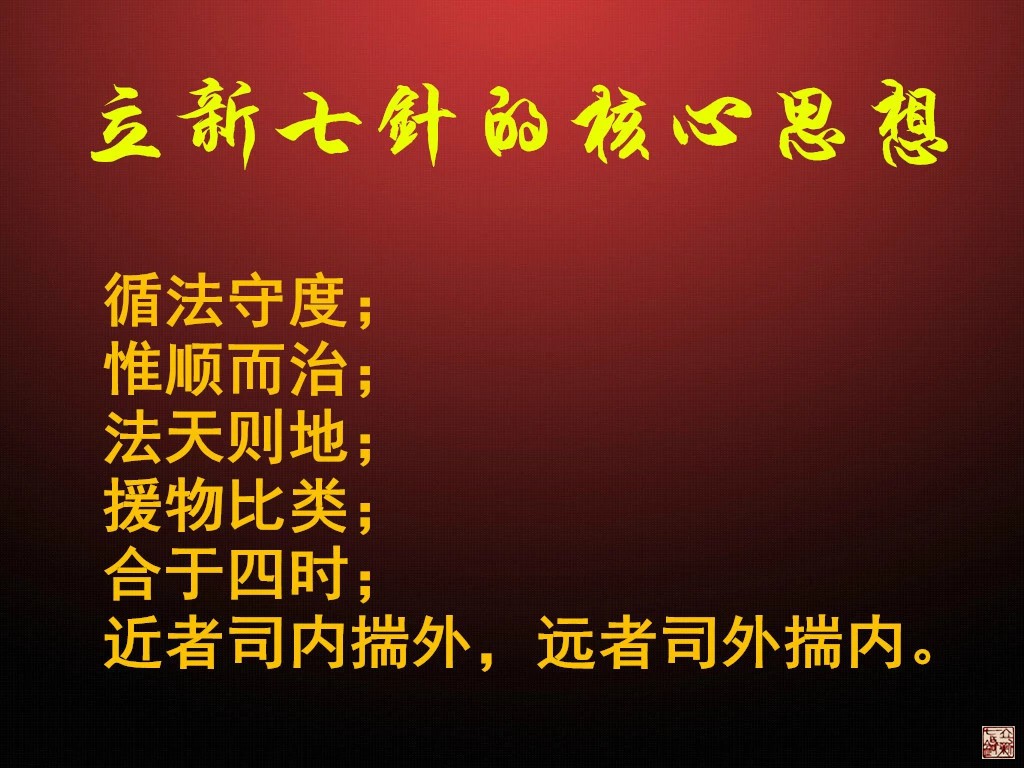 立新七針的核心思想
循法守度；
惟顺而治；
法天则地；
援物比类；
合于四时；
近者司内揣外，远者司外揣内。